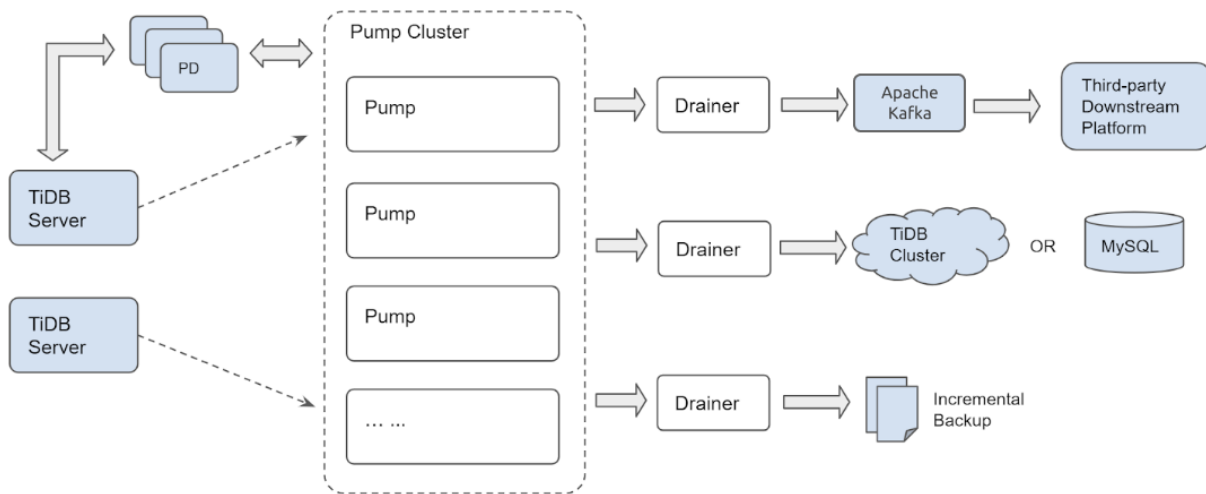 Pump Cluster
PD
Pump
Drainer
Apache
Kafka
Third-party
Downstream
Platform
TiDB
Server
Pump
Drainer
TiDB
Cluster
OR
MySQL
TiDB
Server
Pump
Drainer
Incremental
Backup
... ...